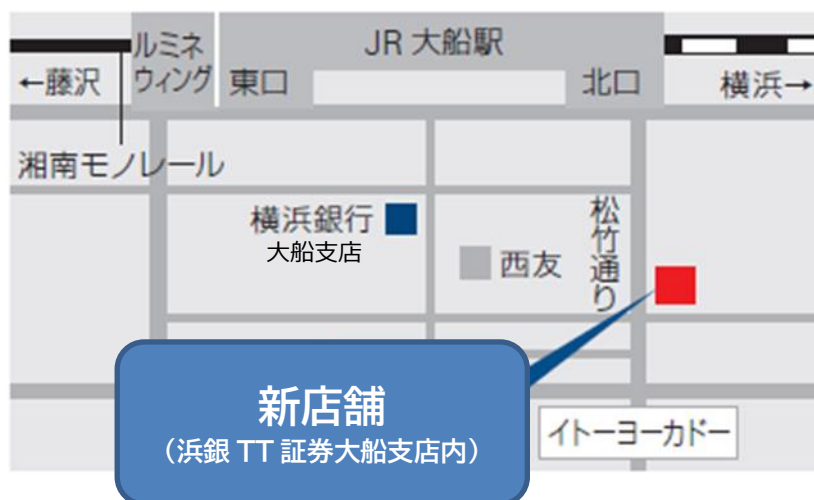 ルミネ
ウィング
JR 大船駅
←藤沢
東口
北口
横浜→
湘南モノレール
横浜銀行
大船支店
西友
松竹通り
新店舗
（浜銀 TT 証券大船支店内）
イトーヨーカドー